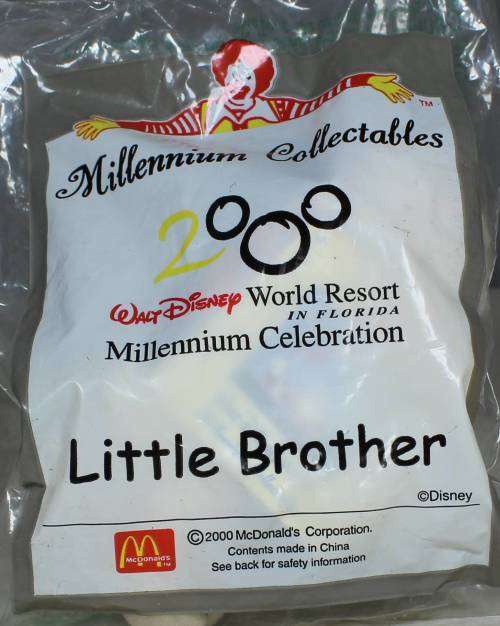 TM
Millennium Collectables
2000
Walt Disney World Resort
IN FLORIDA
Millennium Celebration
Little Brother
©Disney
McDonald's TM
©2000 McDonald's Corporation.
Contents made in China
See back for safety information